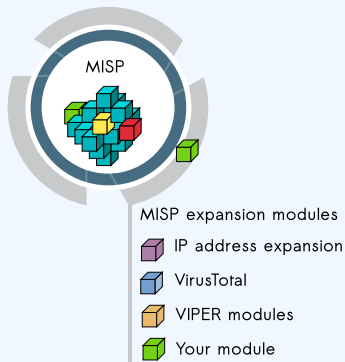 MISP
MISP expansion modules
IP address expansion
VirusTotal
VIPER modules
Your module